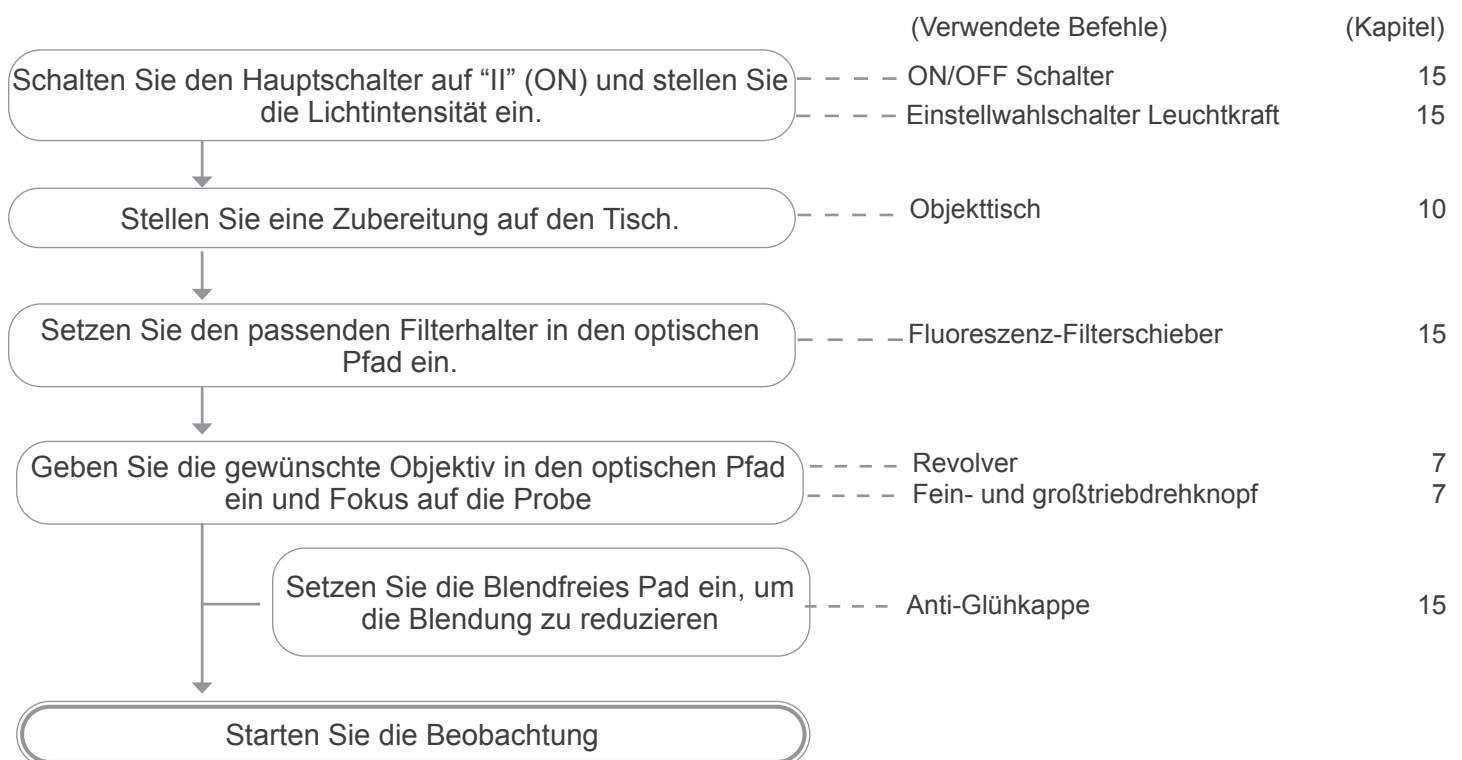 (Verwendete Befehle) (Kapitel)
Schalten Sie den Hauptschalter auf “II” (ON) und stellen Sie
die Lichtintensität ein.
ON/OFF Schalter 15
Einstellwahlschalter Leuchtkraft 15
Stellen Sie eine Zubereitung auf den Tisch.
Objekttisch 10
Setzen Sie den passenden Filterhalter in den optischen
Pfad ein.
Fluoreszenz-Filterschieber 15
Geben Sie die gewünschte Objektiv in den optischen Pfad
ein und Fokus auf die Probe
Revolver 7
Fein- und großtriebdrehknopf 7
Setzen Sie die Blendfreies Pad ein, um
die Blendung zu reduzieren
Anti-Glühkappe 15
Starten Sie die Beobachtung